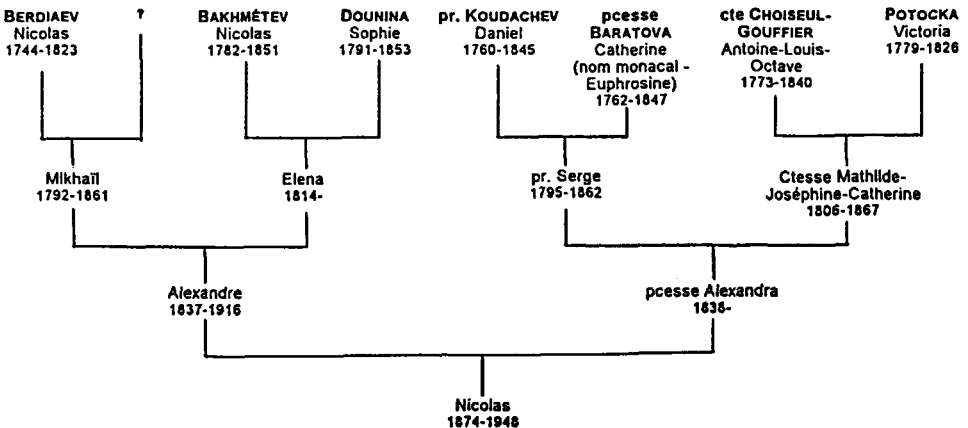 BERDIAEV
Nicolas
1744-1823
?
BAKHMÉTEV
Nicolas
1782-1851
DOUNINA
Sophie
1791-1853
pr. KOUDACHEV
Daniel
1760-1845
pcesse
BARATOVA
Catherine
(nom monacal -
Euphrosine)
1762-1847
cte CHOISEUL-
GOUFFIER
Antoine-Louis-
Octave
1773-1840
POTOCKA
Victoria
1779-1826
Mikhaïl
1792-1861
Elena
1814-
pr. Serge
1795-1862
Ctesse Mathilde-
Joséphine-Catherine
1806-1867
Alexandre
1837-1916
pcesse Alexandra
1838-
Nicolas
1874-1948